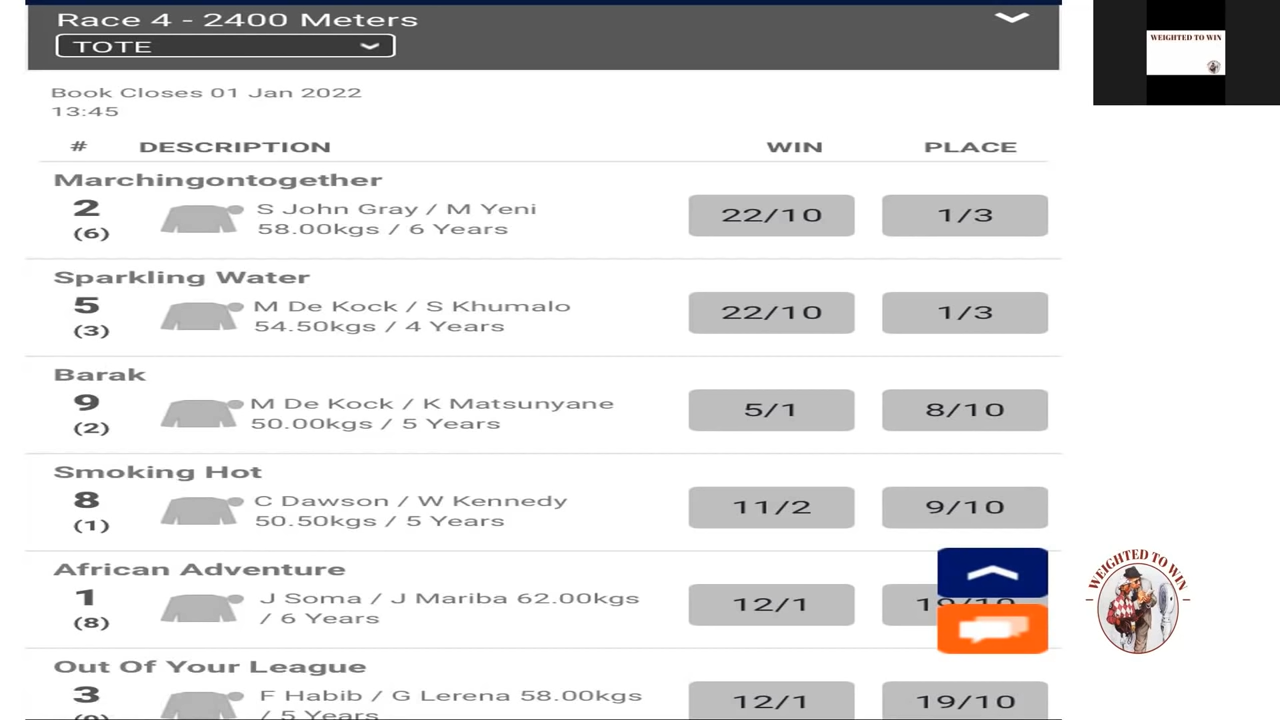 Race 4 - 2400 Meters
TOTE
WEIGHTED TO WIN
Book Closes 01 Jan 2022
13:45
# DESCRIPTION WIN PLACE
Marchingontogether
2 S John Gray / M Yeni 22/10 1/3
(6) 58.00kgs / 6 Years
Sparkling Water
5 M De Kock / S Khumalo 22/10 1/3
(3) 54.50kgs / 4 Years
Barak
9 M De Kock / K Matsunyane 5/1 8/10
(2) 50.00kgs / 5 Years
Smoking Hot
8 C Dawson / W Kennedy 11/2 9/10
(1) 50.50kgs / 5 Years
African Adventure
1 J Soma / J Mariba 62.00kgs 12/1 19/10
(8) / 6 Years
WEIGHTED TO WIN
Out Of Your League
3 F Habib / G Lerena 58.00kgs 12/1 19/10
/ 5 Years